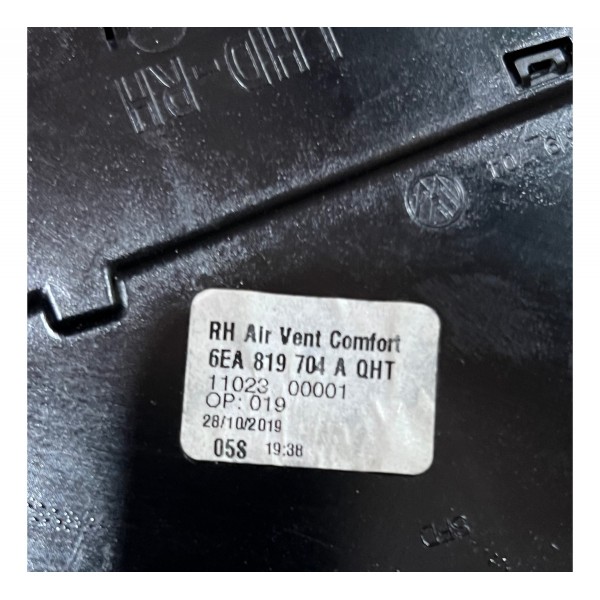 LHD-RH
RH Air Vent Comfort
6EA 819 704 A QHT
11023 00001
OP: 019
28/10/2019
05S 19:38